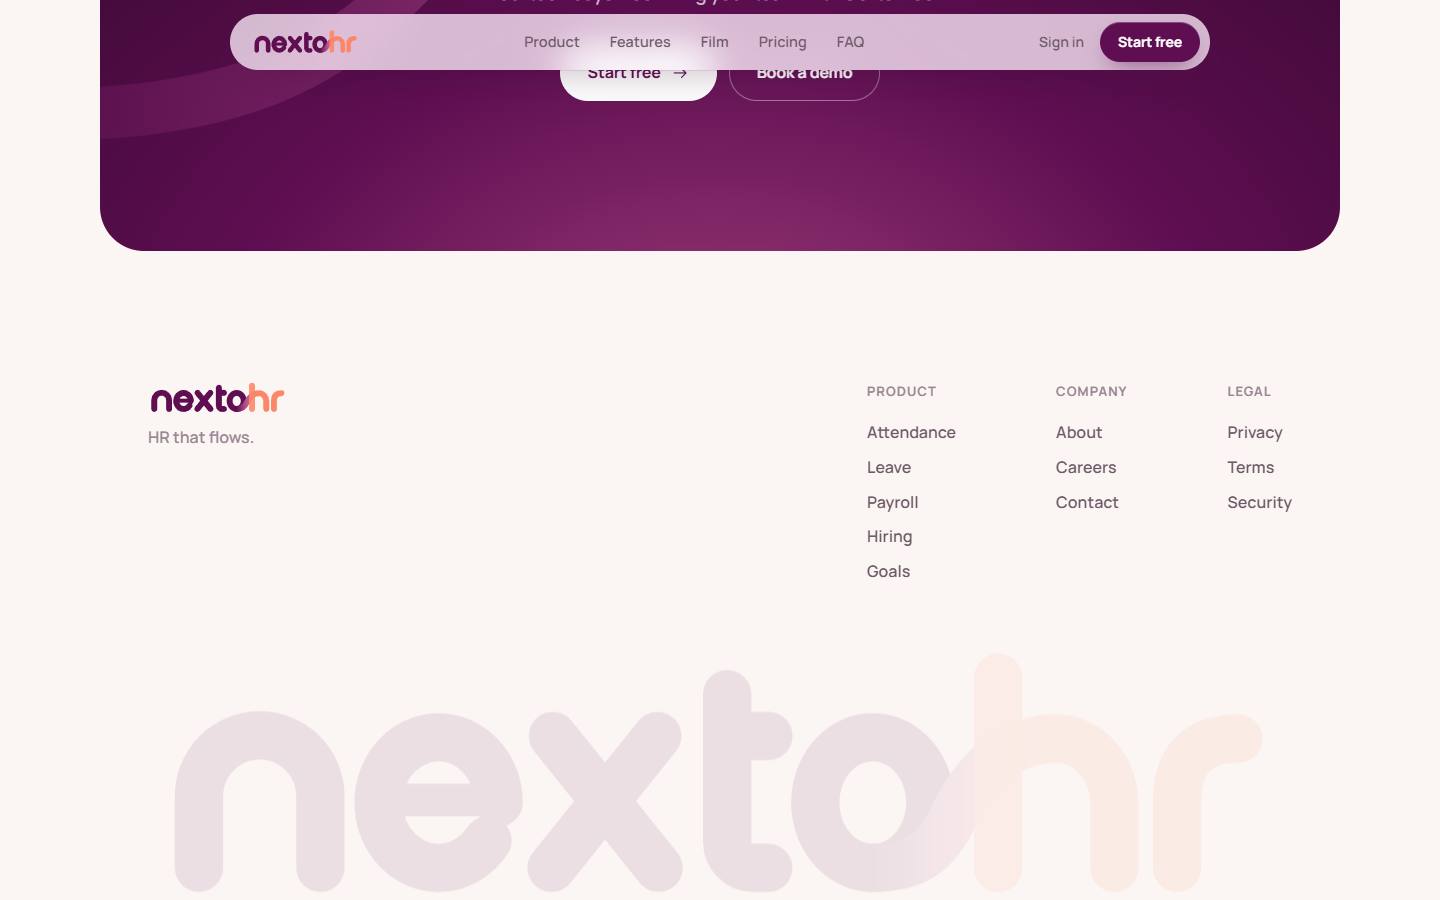 nextohr
Product
Features
Film
Pricing
FAQ
Sign in
Start free
Start free →
Book a demo
nextohr
HR that flows.
PRODUCT
Attendance
Leave
Payroll
Hiring
Goals
COMPANY
About
Careers
Contact
LEGAL
Privacy
Terms
Security
nextohr